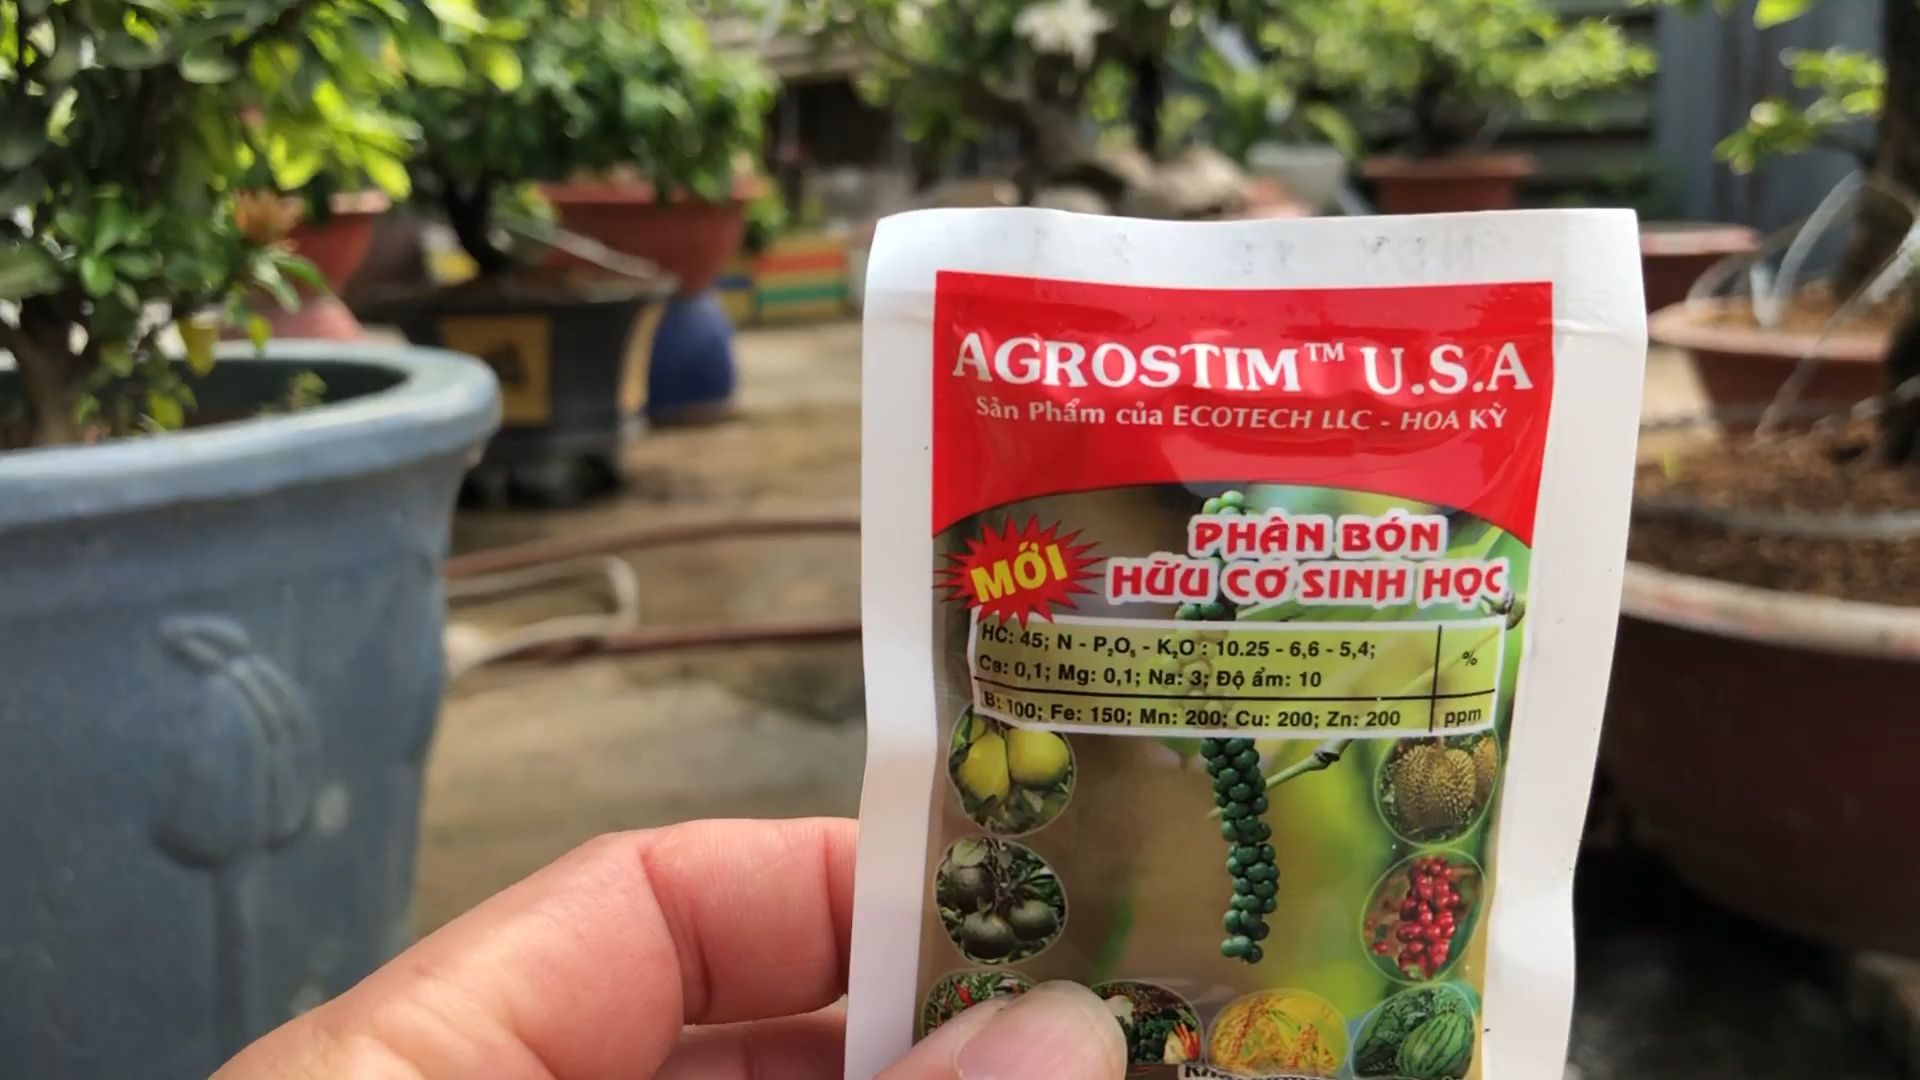 AGROSTIM™ U.S.A
Sản Phẩm của ECOTECH LLC - HOA KỲ
MỚI
PHÂN BÓN
HỮU CƠ SINH HỌC
HC: 45; N - P₂O₅ - K₂O : 10.25 - 6,6 - 5,4;
Ca: 0,1; Mg: 0,1; Na: 3; Độ ẩm: 10
%
B: 100; Fe: 150; Mn: 200; Cu: 200; Zn: 200
ppm